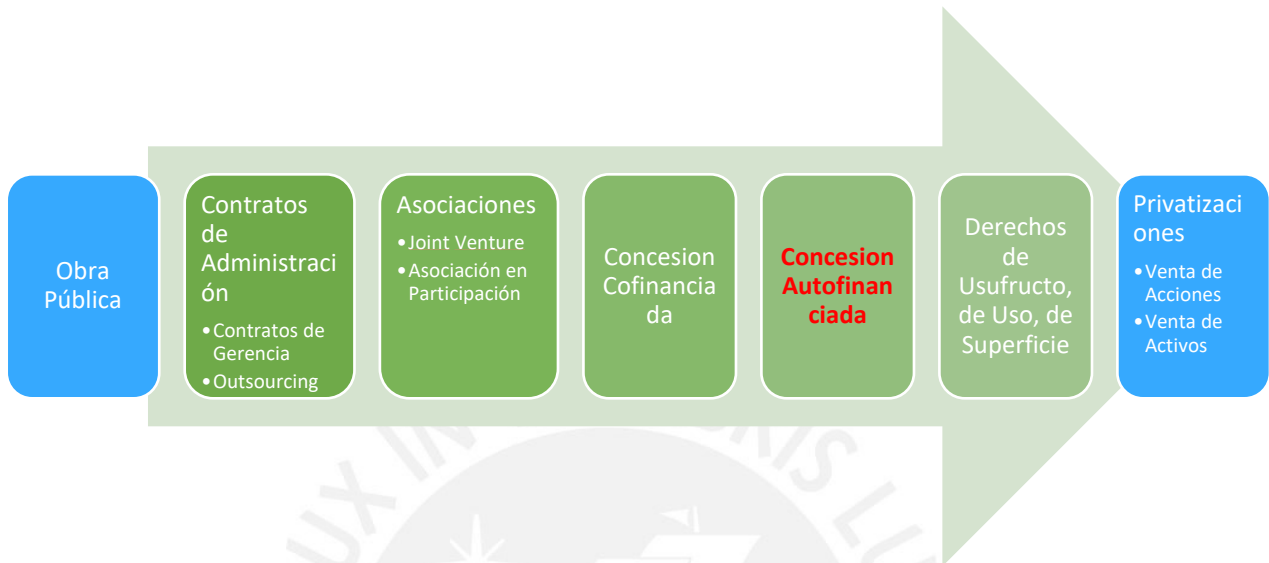 Obra
Pública
Contratos
de
Administraci
ón
•Contratos de
Gerencia
•Outsourcing
Asociaciones
•Joint Venture
•Asociación en
Participación
Concesion
Cofinancia
da
Concesion
Autofinan
ciada
Derechos
de
Usufructo,
de Uso, de
Superficie
Privatizaci
ones
•Venta de
Acciones
•Venta de
Activos